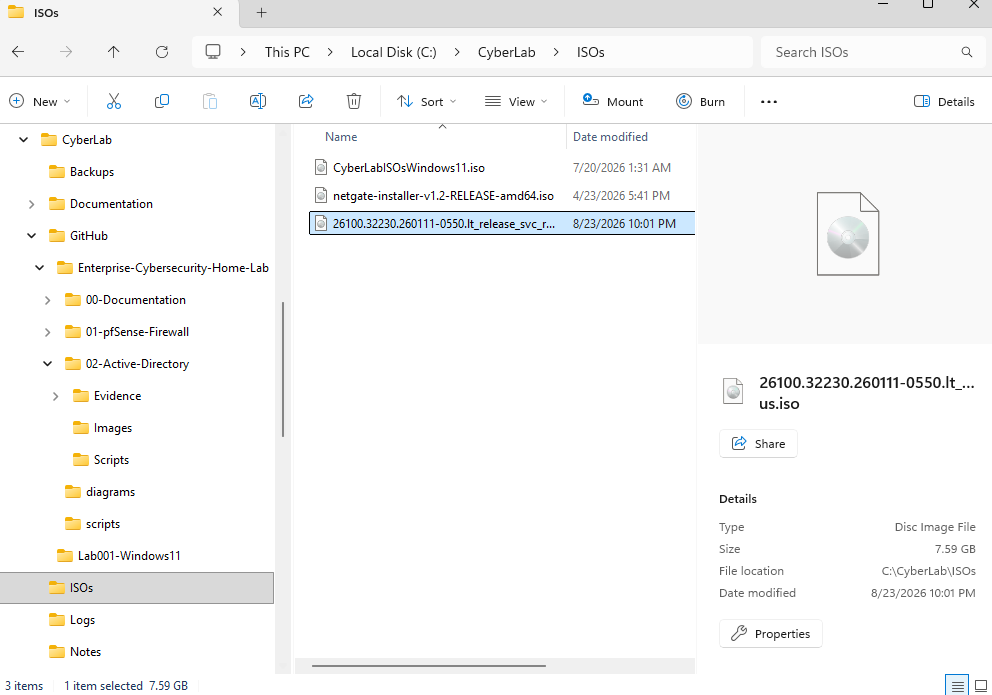 ISOs
This PC > Local Disk (C:) > CyberLab > ISOs
Search ISOs
New
Sort
View
Mount
Burn
Details
CyberLab
Backups
Documentation
GitHub
Enterprise-Cybersecurity-Home-Lab
00-Documentation
01-pfSense-Firewall
02-Active-Directory
Evidence
Images
Scripts
diagrams
scripts
Lab001-Windows11
ISOs
Logs
Notes
Name Date modified
CyberLabISOsWindows11.iso 7/20/2026 1:31 AM
netgate-installer-v1.2-RELEASE-amd64.iso 4/23/2026 5:41 PM
26100.32230.260111-0550.lt_release_svc_r... 8/23/2026 10:01 PM
26100.32230.260111-0550.lt_...
us.iso
Share
Details
Type Disc Image File
Size 7.59 GB
File location C:\CyberLab\ISOs
Date modified 8/23/2026 10:01 PM
Properties
3 items 1 item selected 7.59 GB